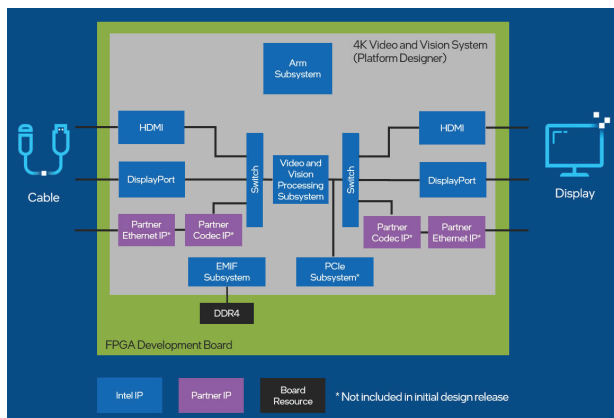 4K Video and Vision System
(Platform Designer)
Arm
Subsystem
HDMI
HDMI
Switch
Video and
Vision
Processing
Subsystem
Switch
DisplayPort
DisplayPort
Cable
Display
Partner
Ethernet IP*
Partner
Codec IP*
Partner
Codec IP*
Partner
Ethernet IP*
EMIF
Subsystem
PCIe
Subsystem*
DDR4
FPGA Development Board
Intel IP
Partner IP
Board
Resource
* Not included in initial design release